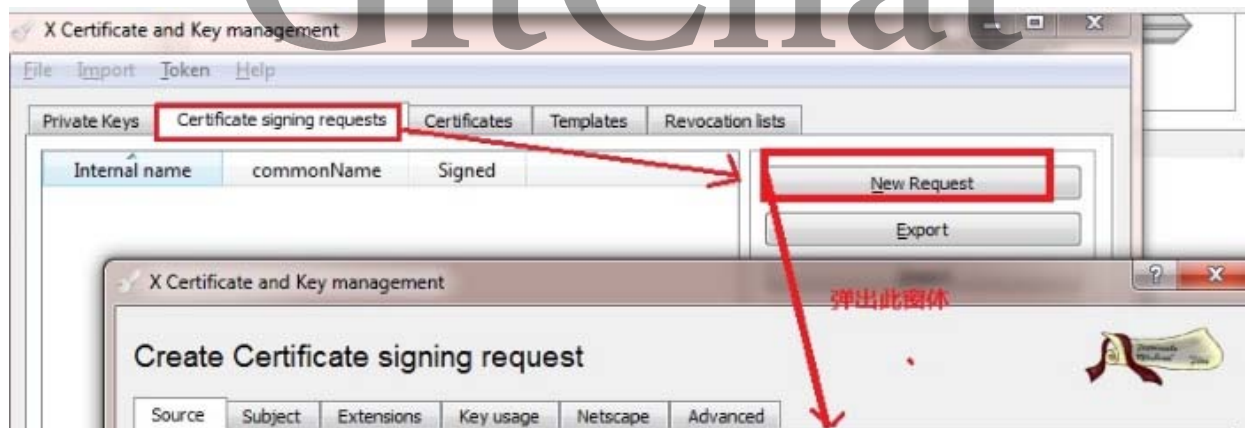 GitChat
X Certificate and Key management
File Import Token Help
Private Keys Certificate signing requests Certificates Templates Revocation lists
Internal name commonName Signed
New Request
Export
X Certificate and Key management
弹出此窗体
Create Certificate signing request
Source Subject Extensions Key usage Netscape Advanced